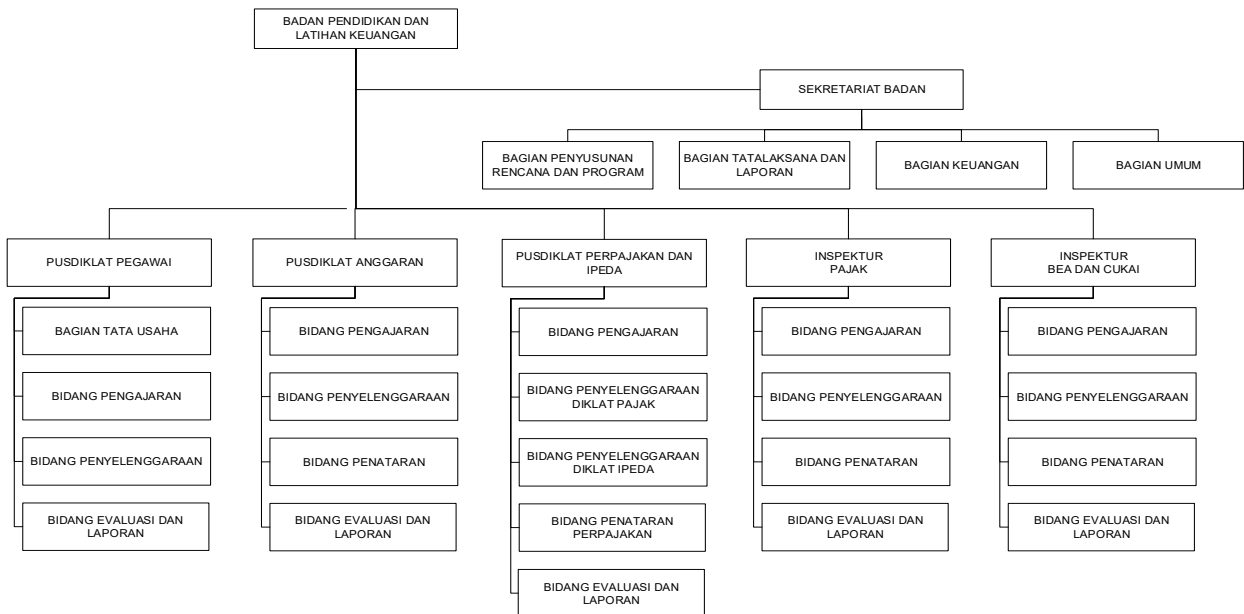 BADAN PENDIDIKAN DAN
LATIHAN KEUANGAN
SEKRETARIAT BADAN
BAGIAN PENYUSUNAN
RENCANA DAN PROGRAM
BAGIAN TATALAKSANA DAN
LAPORAN
BAGIAN KEUANGAN
BAGIAN UMUM
PUSDIKLAT PEGAWAI
BAGIAN TATA USAHA
BIDANG PENGAJARAN
BIDANG PENYELENGGARAAN
BIDANG EVALUASI DAN
LAPORAN
PUSDIKLAT ANGGARAN
BIDANG PENGAJARAN
BIDANG PENYELENGGARAAN
BIDANG PENATARAN
BIDANG EVALUASI DAN
LAPORAN
PUSDIKLAT PERPAJAKAN DAN
IPEDA
BIDANG PENGAJARAN
BIDANG PENYELENGGARAAN
DIKLAT PAJAK
BIDANG PENYELENGGARAAN
DIKLAT IPEDA
BIDANG PENATARAN
PERPAJAKAN
BIDANG EVALUASI DAN
LAPORAN
INSPEKTUR
PAJAK
BIDANG PENGAJARAN
BIDANG PENYELENGGARAAN
BIDANG PENATARAN
BIDANG EVALUASI DAN
LAPORAN
INSPEKTUR
BEA DAN CUKAI
BIDANG PENGAJARAN
BIDANG PENYELENGGARAAN
BIDANG PENATARAN
BIDANG EVALUASI DAN
LAPORAN